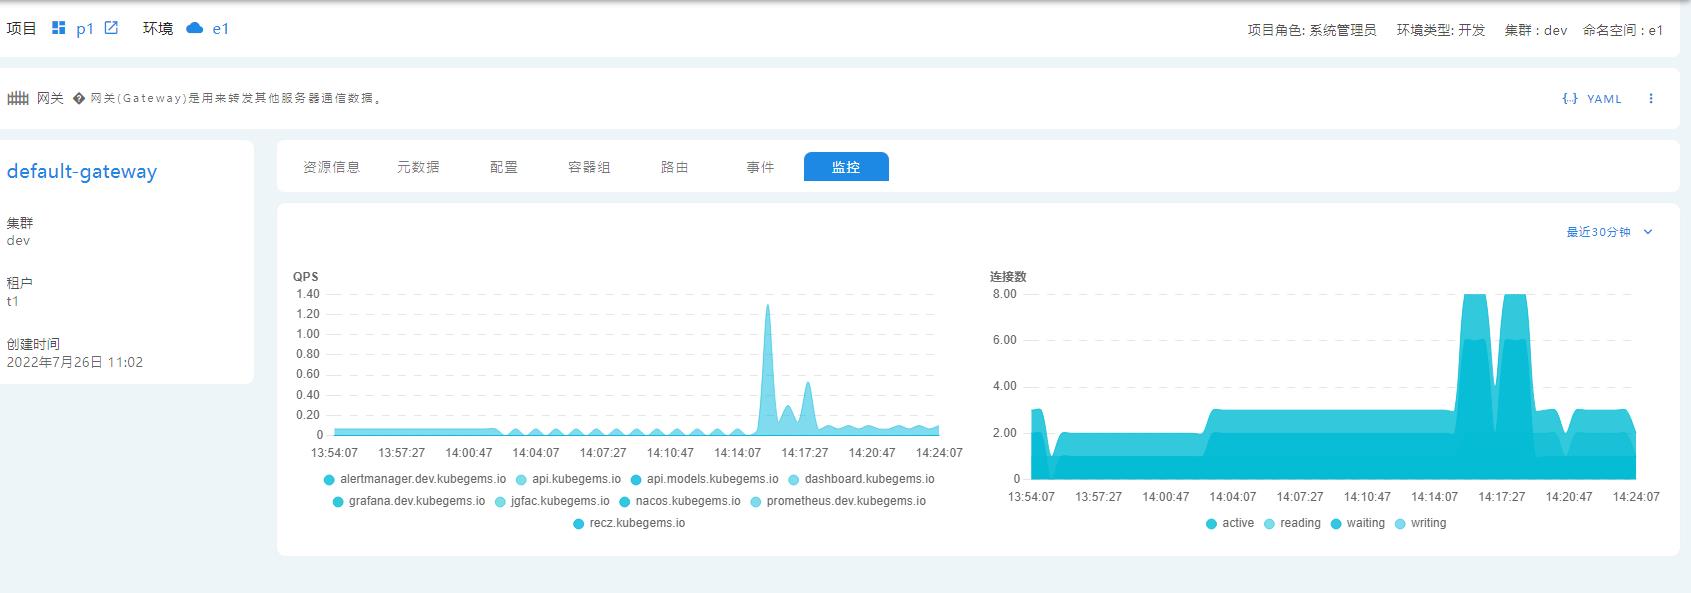 项目 p1 环境 e1 项目角色: 系统管理员 环境类型: 开发 集群 : dev 命名空间 : e1
网关 网关(Gateway)是用来转发其他服务器通信数据。 {..} YAML
default-gateway
集群
dev
租户
t1
创建时间
2022年7月26日 11:02
资源信息 元数据 配置 容器组 路由 事件 监控
最近30分钟
QPS
1.40
1.20
1.00
0.80
0.60
0.40
0.20
0
13:54:07 13:57:27 14:00:47 14:04:07 14:07:27 14:10:47 14:14:07 14:17:27 14:20:47 14:24:07
alertmanager.dev.kubegems.io api.kubegems.io api.models.kubegems.io dashboard.kubegems.io
grafana.dev.kubegems.io jgfac.kubegems.io nacos.kubegems.io prometheus.dev.kubegems.io
recz.kubegems.io
连接数
8.00
6.00
4.00
2.00
0
13:54:07 13:57:27 14:00:47 14:04:07 14:07:27 14:10:47 14:14:07 14:17:27 14:20:47 14:24:07
active reading waiting writing